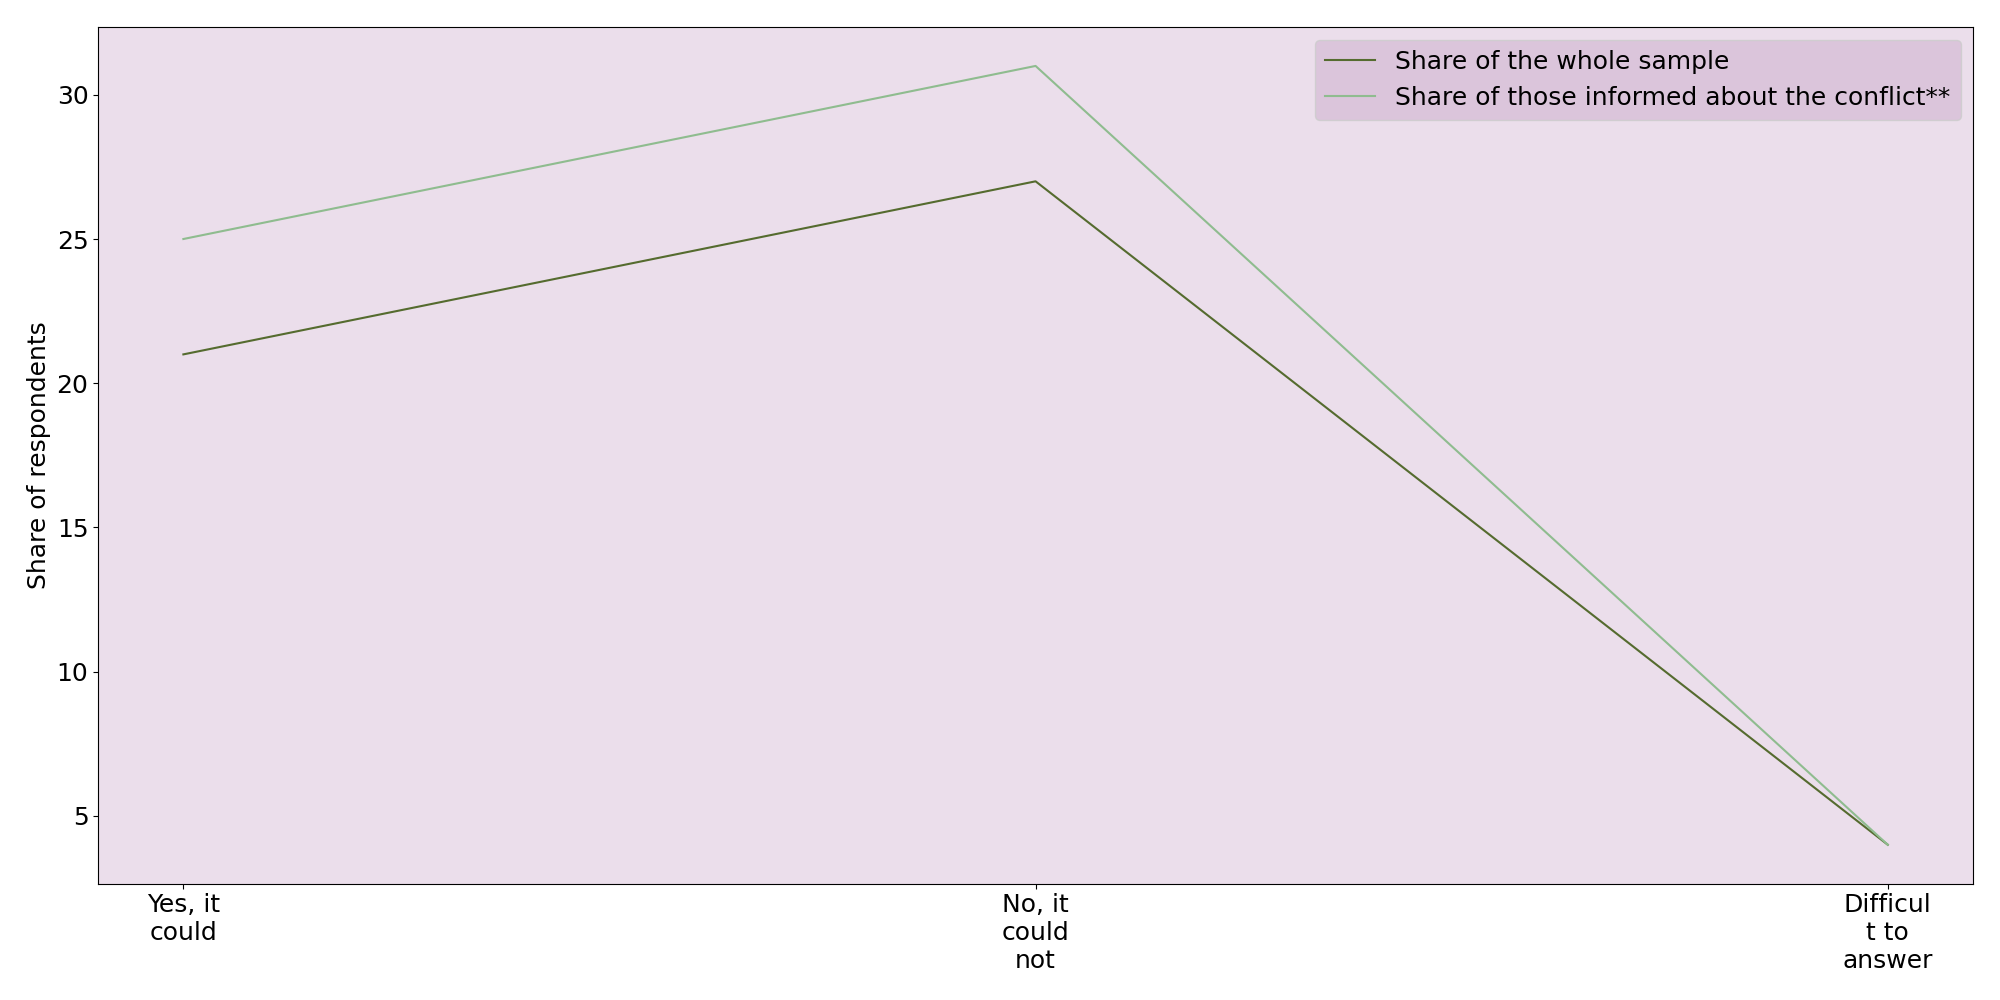 Share of the whole sample
Share of those informed about the conflict**
Share of respondents
30
25
20
15
10
5
Yes, it
could
No, it
could
not
Difficul
t to
answer